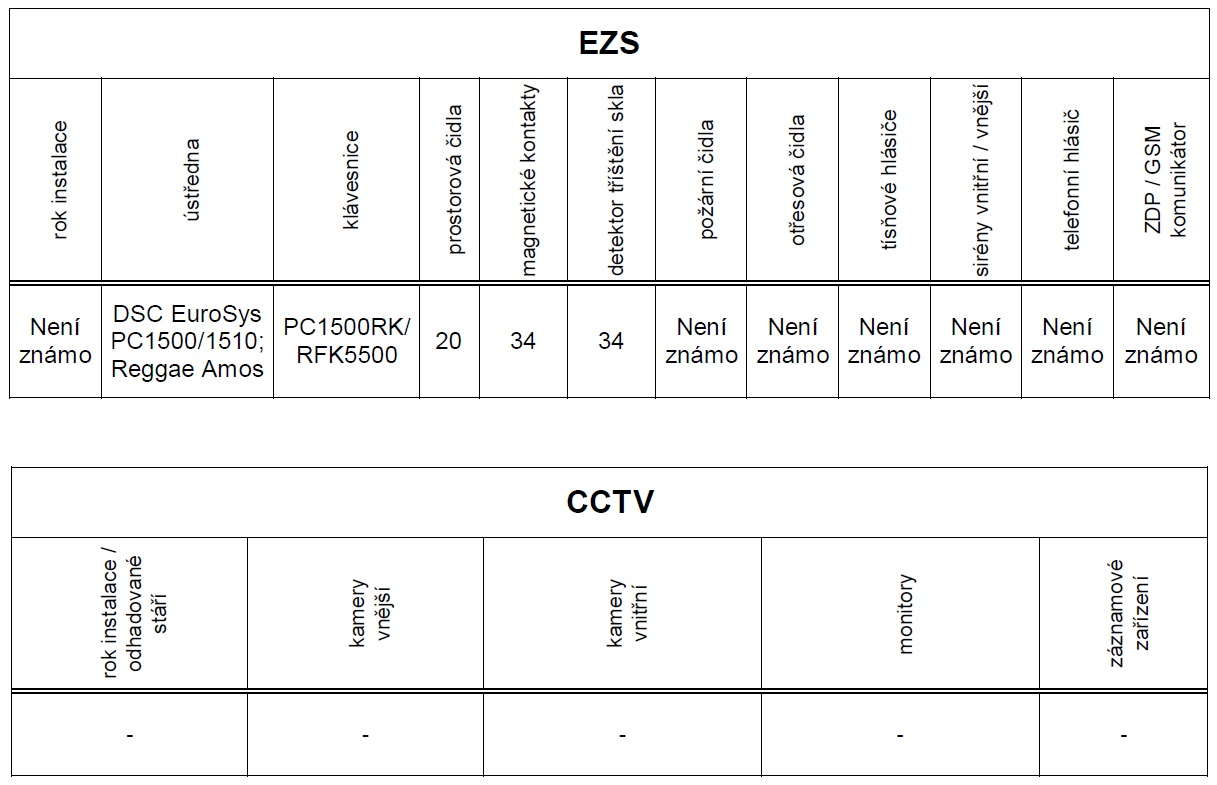 EZS
rok instalace
ústředna
klávesnice
prostorová čidla
magnetické kontakty
detektor tříštění skla
požární čidla
otřesová čidla
tísňové hlásiče
sirény vnitřní / vnější
telefonní hlásič
ZDP / GSM
komunikátor
Není
známo
DSC EuroSys
PC1500/1510;
Reggae Amos
PC1500RK/
RFK5500
20
34
34
Není
známo
Není
známo
Není
známo
Není
známo
Není
známo
Není
známo
CCTV
rok instalace /
odhadované
stáří
kamery
vnější
kamery
vnitřní
monitory
záznamové
zařízení
-
-
-
-
-